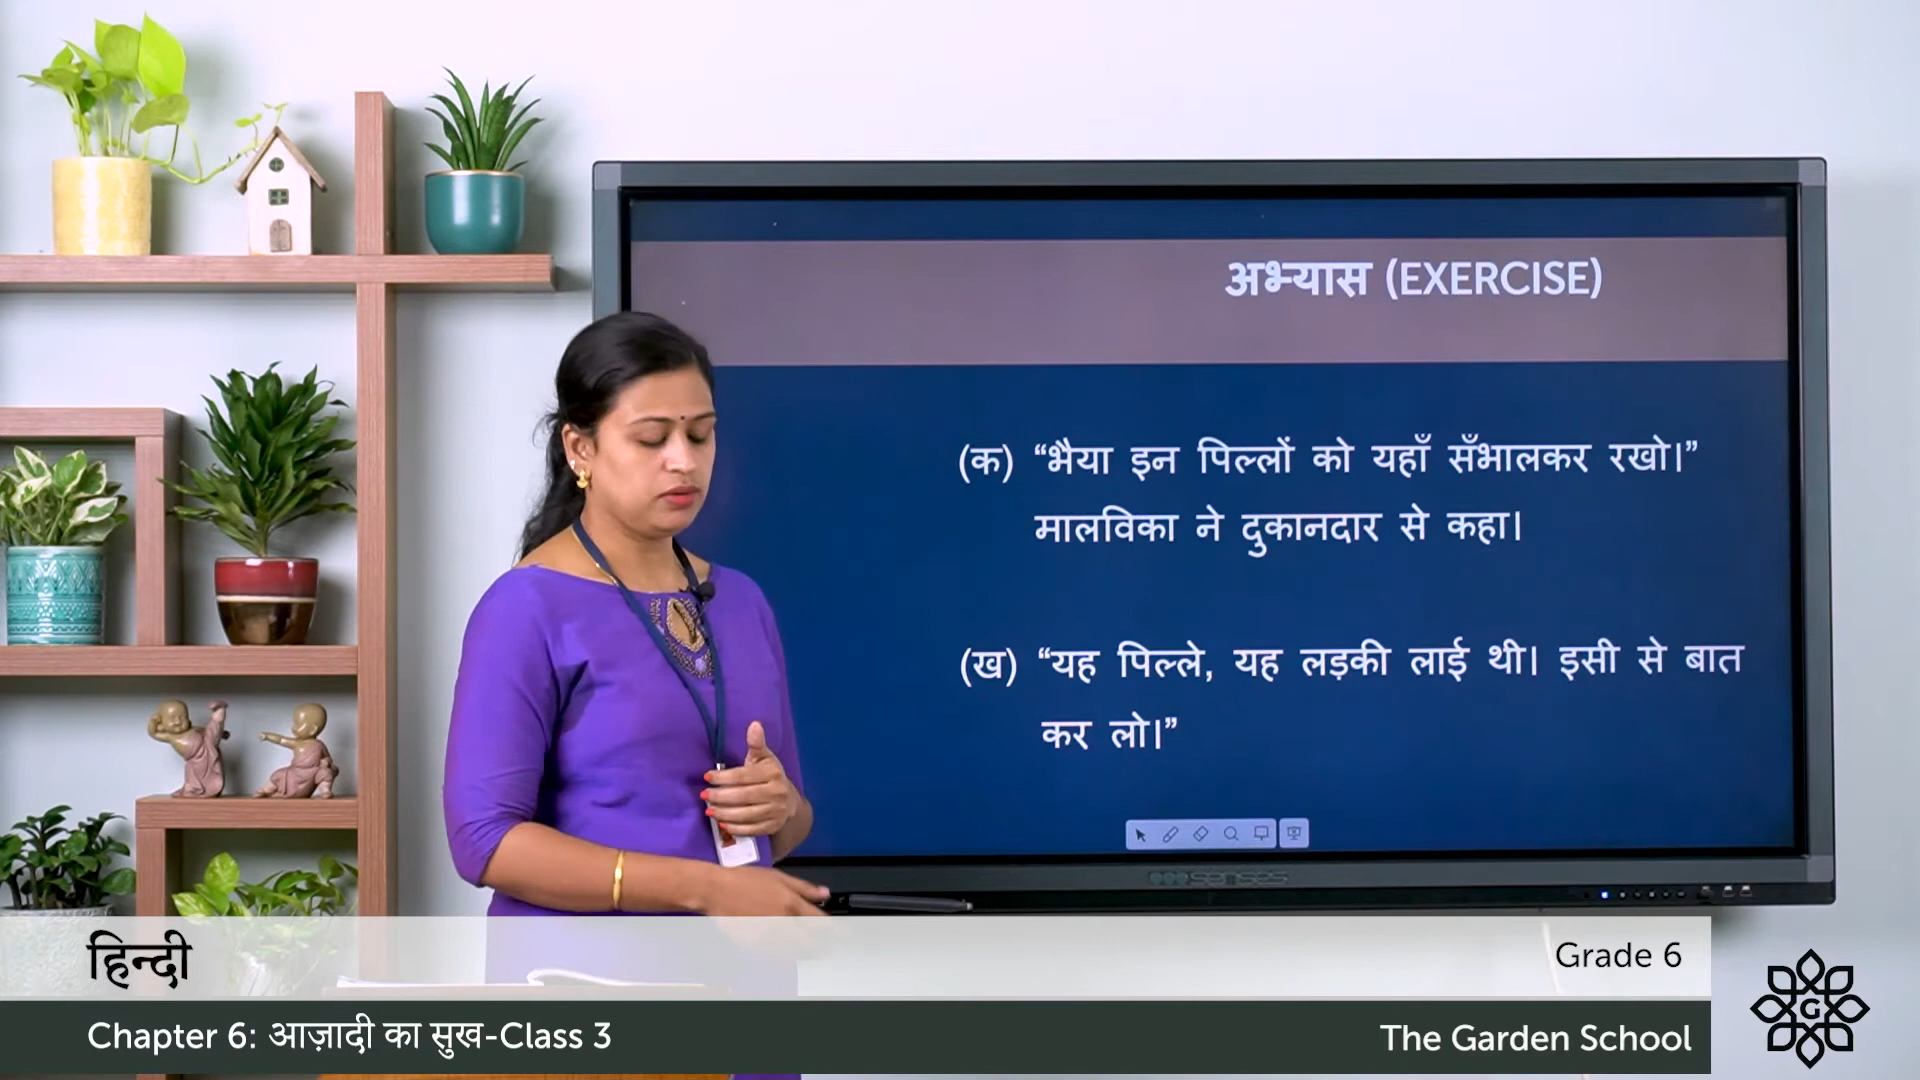 अभ्यास (EXERCISE)
(क) “भैया इन पिल्लों को यहाँ सँभालकर रखो।”
मालविका ने दुकानदार से कहा।
(ख) “यह पिल्ले, यह लड़की लाई थी। इसी से बात
कर लो।”
senses
हिन्दी
Grade 6
Chapter 6: आज़ादी का सुख-Class 3
The Garden School
G